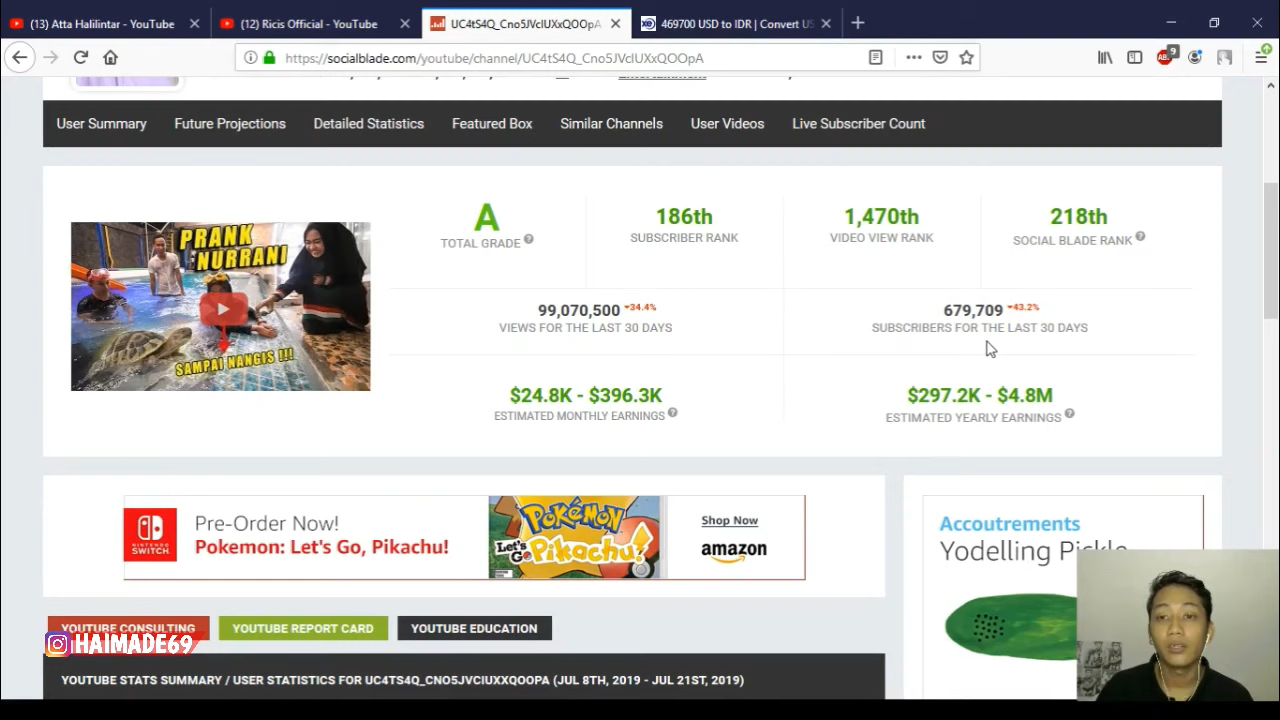 (13) Atta Halilintar - YouTube
(12) Ricis Official - YouTube
UC4tS4Q_Cno5JVcIUXxQOOpA
469700 USD to IDR | Convert US
https://socialblade.com/youtube/channel/UC4tS4Q_Cno5JVcIUXxQOOpA
9
User Summary
Future Projections
Detailed Statistics
Featured Box
Similar Channels
User Videos
Live Subscriber Count
PRANK
NURRANI
SAMPAI NANGIS !!!
A
TOTAL GRADE
186th
SUBSCRIBER RANK
1,470th
VIDEO VIEW RANK
218th
SOCIAL BLADE RANK
99,070,500 34.4%
VIEWS FOR THE LAST 30 DAYS
679,709 43.2%
SUBSCRIBERS FOR THE LAST 30 DAYS
$24.8K - $396.3K
ESTIMATED MONTHLY EARNINGS
$297.2K - $4.8M
ESTIMATED YEARLY EARNINGS
NINTENDO
SWITCH
Pre-Order Now!
Pokemon: Let's Go, Pikachu!
POKéMON
Let's Go Pikachu!
Shop Now
amazon
Accoutrements
Yodelling Pickle
YOUTUBE CONSULTING
YOUTUBE REPORT CARD
YOUTUBE EDUCATION
HAIMADE69
YOUTUBE STATS SUMMARY / USER STATISTICS FOR UC4TS4Q_CNO5JVCIUXXQOOPA (JUL 8TH, 2019 - JUL 21ST, 2019)